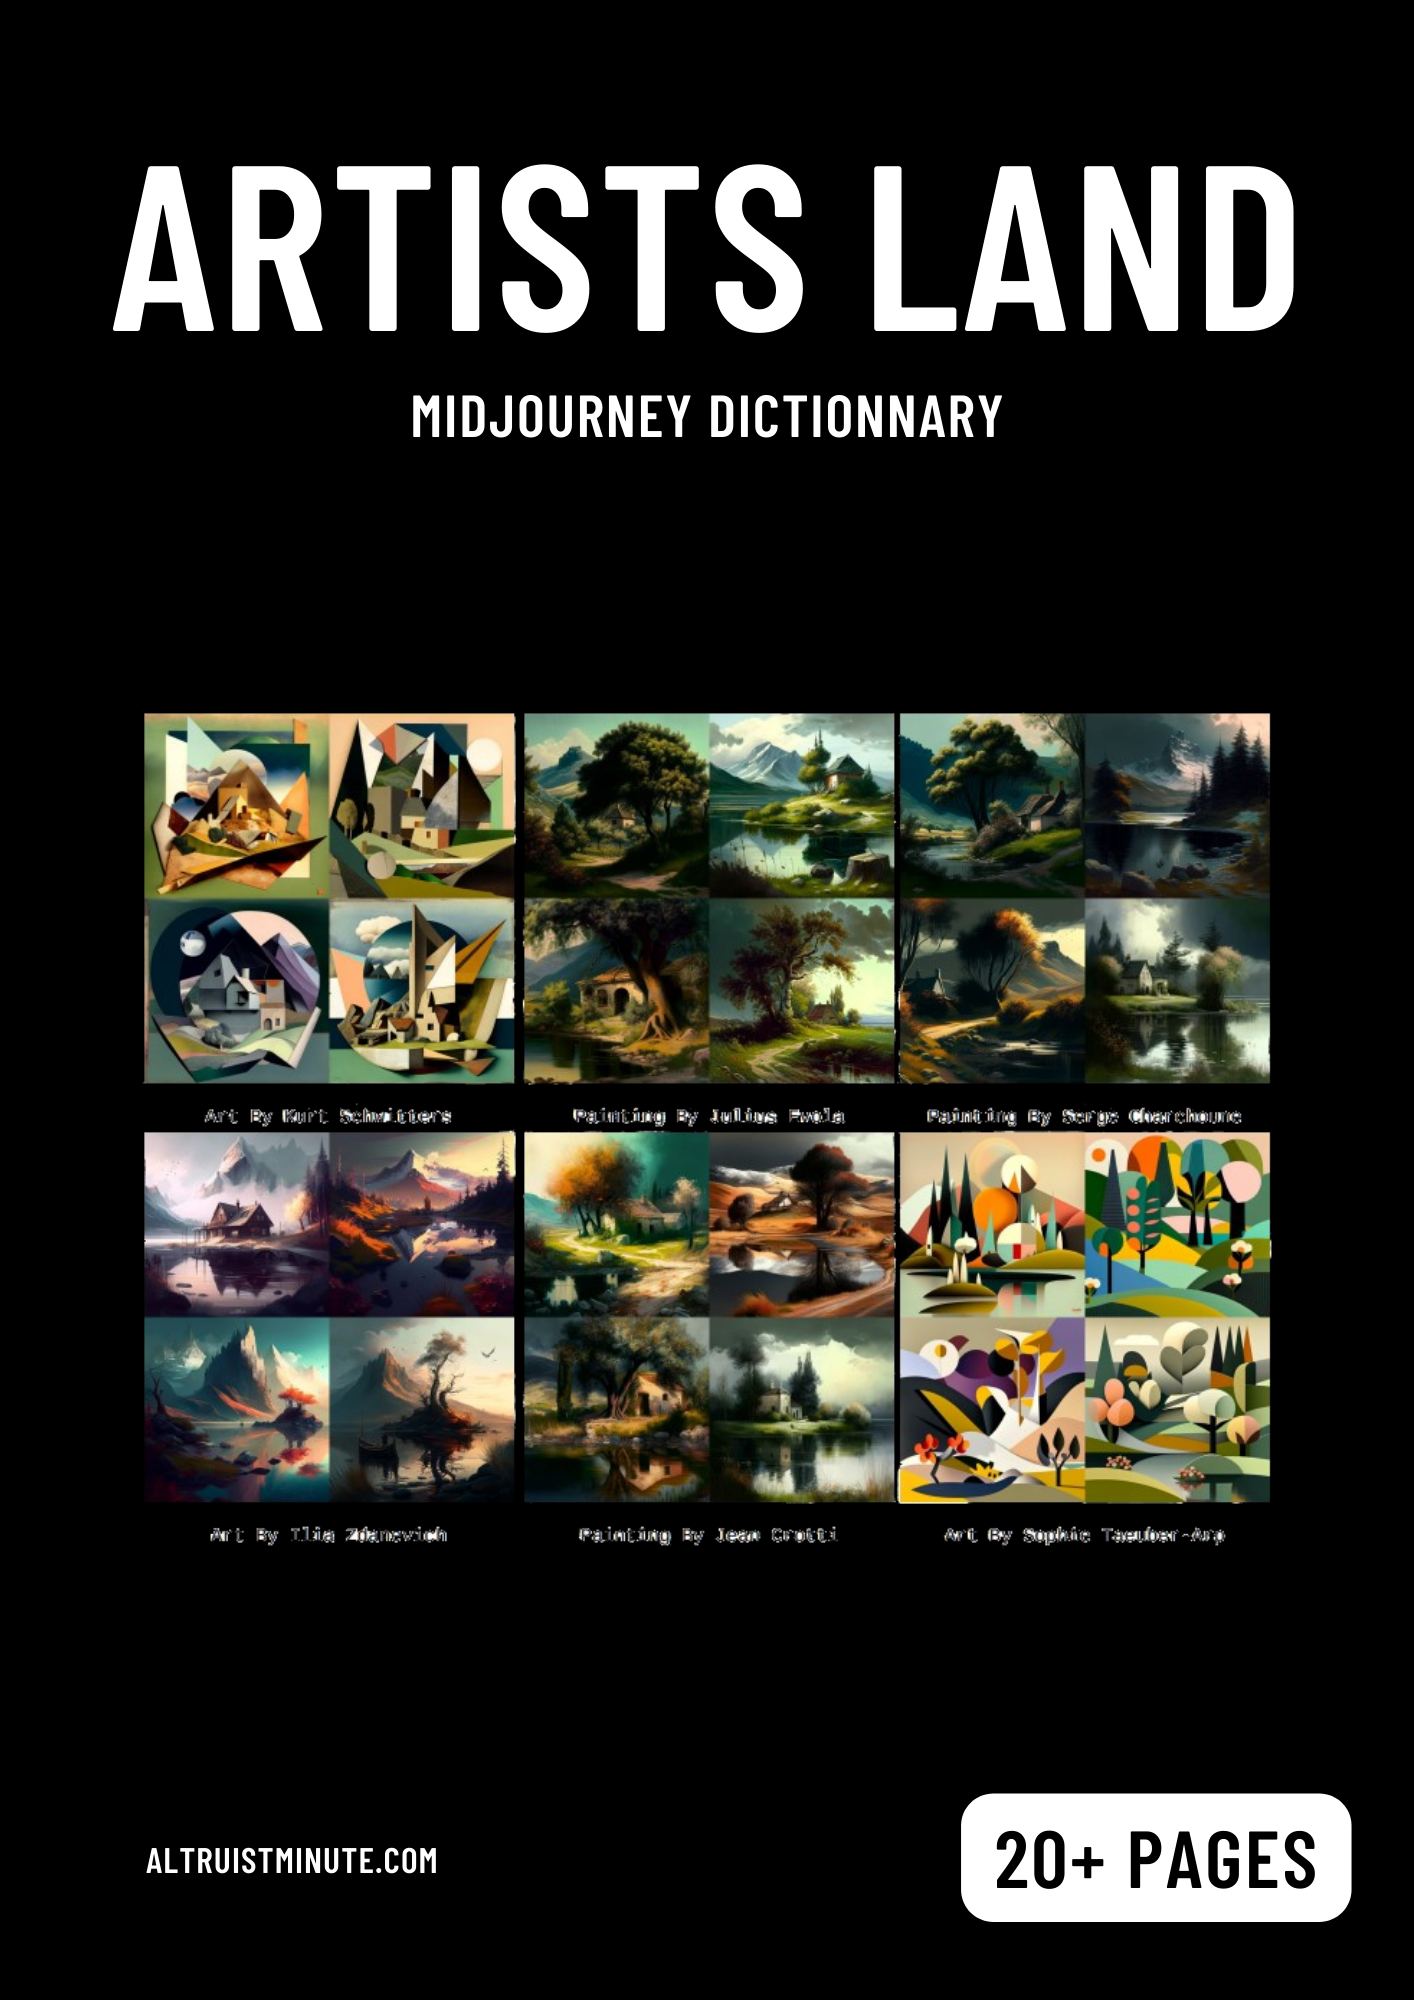 ARTISTS LAND
MIDJOURNEY DICTIONNARY
Art By Kurt Schwitters
Painting By Julius Evola
Painting By Serge Charchoune
Art By Ilia Zdanevich
Painting By Jean Crotti
Art By Sophie Taeuber-Arp
ALTRUISTMINUTE.COM
20+ PAGES